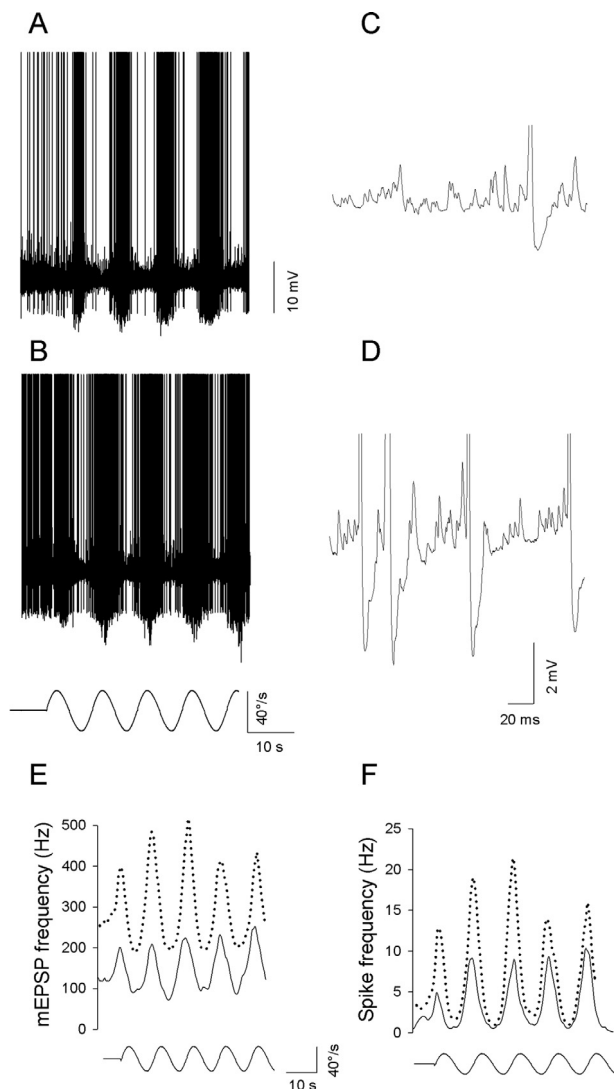 A
C
10 mV
B
D
40°/s
10 s
2 mV
20 ms
E
F
mEPSP frequency (Hz)
500
400
300
200
100
0
40°/s
10 s
Spike frequency (Hz)
25
20
15
10
5
0